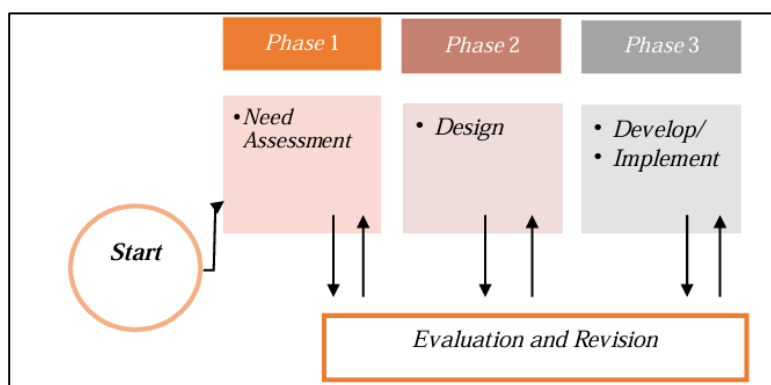 Phase 1
Phase 2
Phase 3
•Need
Assessment
• Design
• Develop/
• Implement
Start
Evaluation and Revision